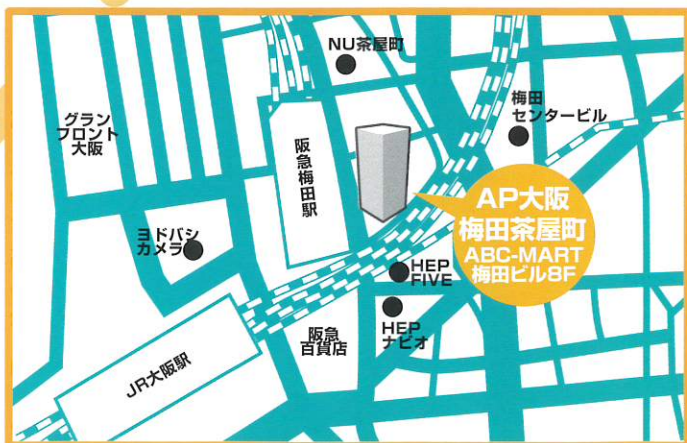 NU茶屋町
グラン
フロント
大阪
梅田
センタービル
阪急梅田駅
AP大阪
梅田茶屋町
ABC-MART
梅田ビル8F
ヨドバシ
カメラ
HEP
FIVE
HEP
ナビオ
阪急
百貨店
JR大阪駅